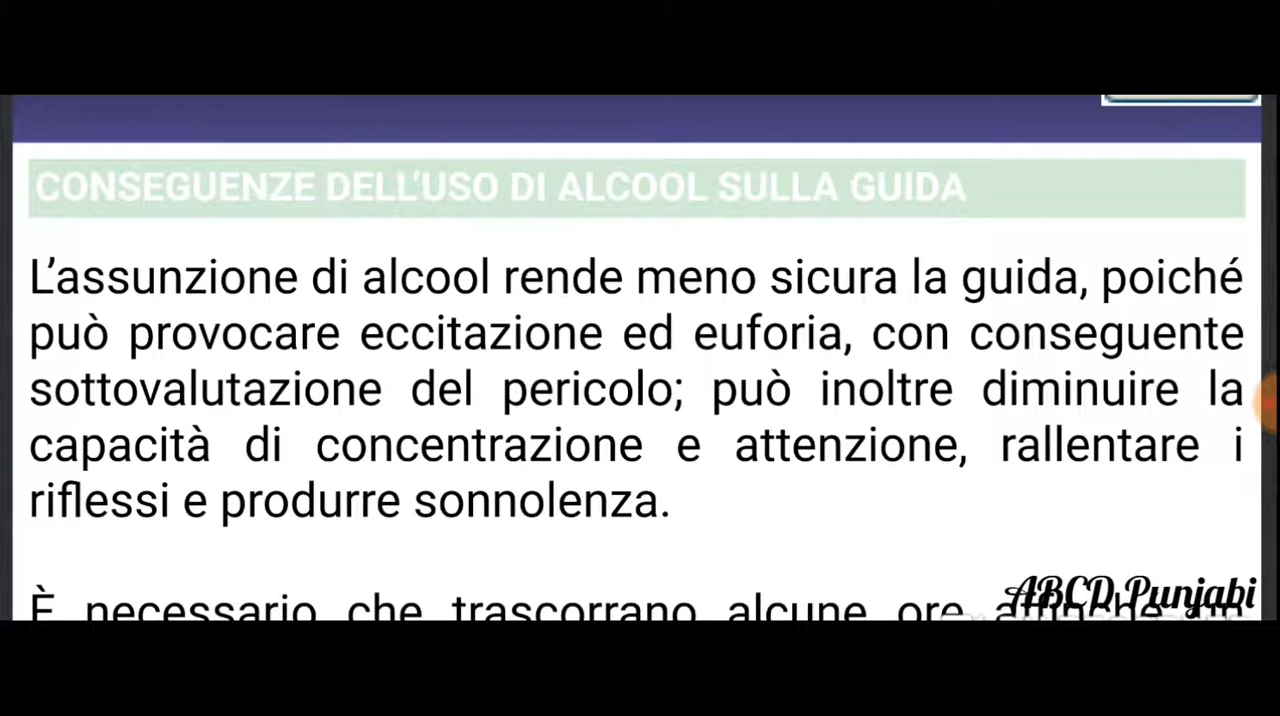 CONSEGUENZE DELL'USO DI ALCOOL SULLA GUIDA
L'assunzione di alcool rende meno sicura la guida, poiché
può provocare eccitazione ed euforia, con conseguente
sottovalutazione del pericolo; può inoltre diminuire la
capacità di concentrazione e attenzione, rallentare i
riflessi e produrre sonnolenza.
È necessario che trascorrano alcune ore
ABCD Punjabi